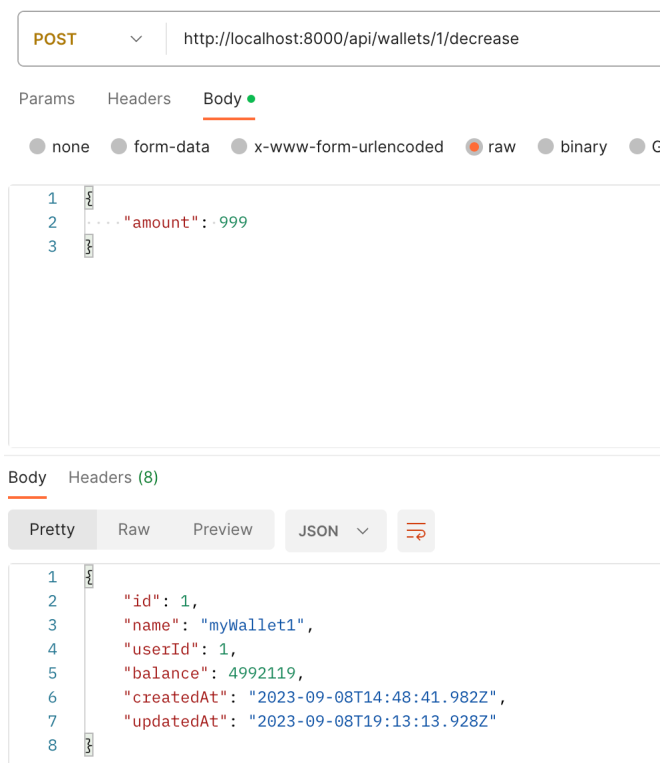 POST http://localhost:8000/api/wallets/1/decrease
Params Headers Body
none form-data x-www-form-urlencoded raw binary G
1 {
2 "amount": 999
3 }
Body Headers (8)
Pretty Raw Preview JSON
1 {
2 "id": 1,
3 "name": "myWallet1",
4 "userId": 1,
5 "balance": 4992119,
6 "createdAt": "2023-09-08T14:48:41.982Z",
7 "updatedAt": "2023-09-08T19:13:13.928Z"
8 }